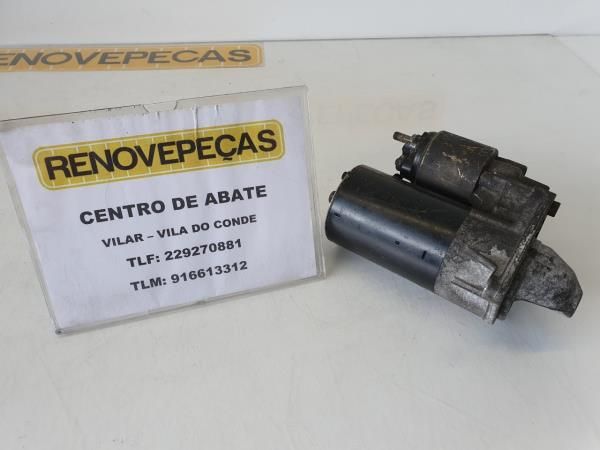 RENOVEPEÇAS
RENOVEPEÇAS
CENTRO DE ABATE
VILAR – VILA DO CONDE
TLF: 229270881
TLM: 916613312